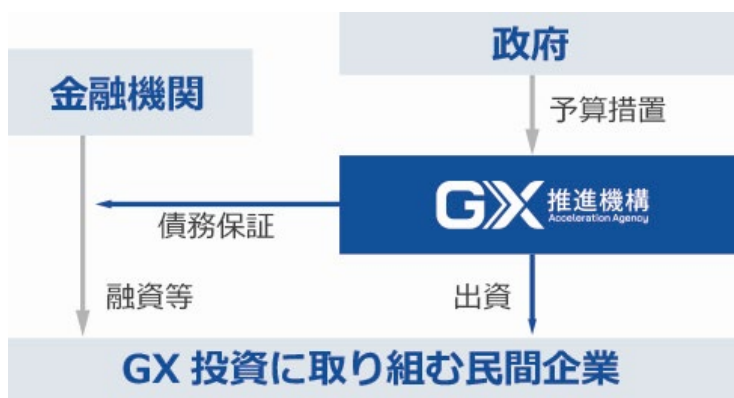 政府
金融機関
予算措置
GX 推進機構
Acceleration Agency
債務保証
融資等
出資
GX 投資に取り組む民間企業